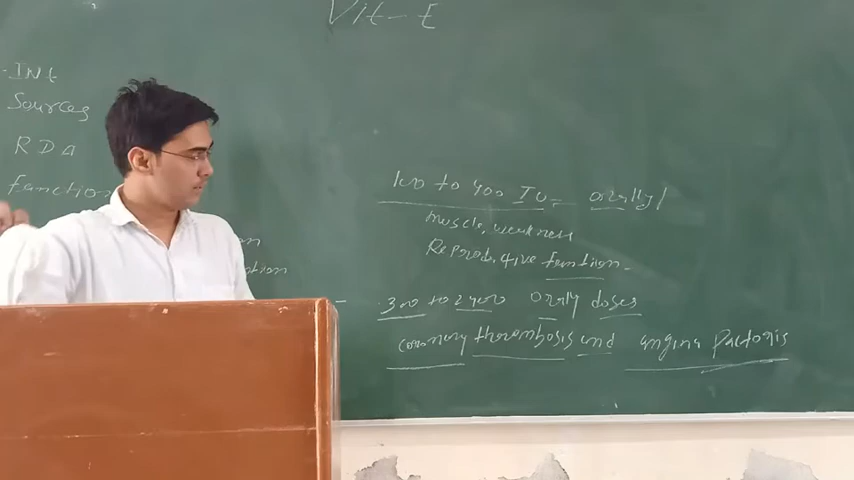 Vit-E
-Int
Sources
RDA
Function
100 to 400 IU = orally
muscle, weakness
Reproductive function.
- 300 to 2400 orally doses
coronary thrombosis and angina Pactoris